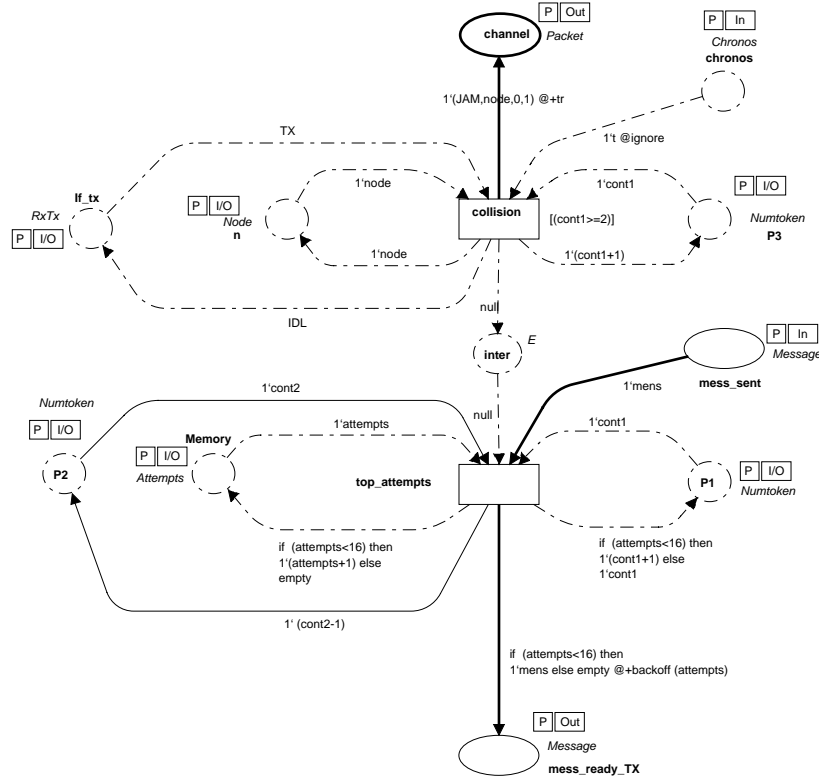 P Out
channel
Packet
P In
Chronos
chronos
1‘(JAM,node,0,1) @+tr
TX
1‘t @ignore
If_tx
1‘node
1‘cont1
P I/O
RxTx
P I/O
P I/O
Node
n
collision
[(cont1>=2)]
Numtoken
P3
1‘node
1‘(cont1+1)
IDL
null
inter
E
P In
Message
mess_sent
1‘mens
1‘cont2
Numtoken
P I/O
null
1‘cont1
Memory
1‘attempts
P I/O
Attempts
P2
top_attempts
P1
P I/O
Numtoken
if (attempts<16) then
1‘(attempts+1) else
empty
if (attempts<16) then
1‘(cont1+1) else
1‘cont1
1‘ (cont2-1)
if (attempts<16) then
1‘mens else empty @+backoff (attempts)
P Out
Message
mess_ready_TX